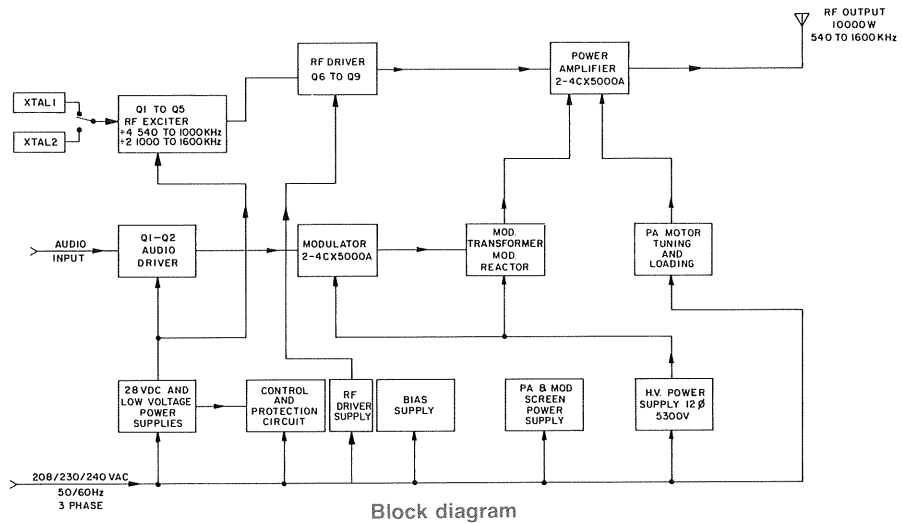 RF OUTPUT
10000W
540 TO 1600KHz
RF DRIVER
Q6 TO Q9
POWER
AMPLIFIER
2-4CX5000A
XTAL1
XTAL2
Q1 TO Q5
RF EXCITER
÷4 540 TO 1000KHz
÷2 1000 TO 1600KHz
AUDIO
INPUT
Q1-Q2
AUDIO
DRIVER
MODULATOR
2-4CX5000A
MOD.
TRANSFORMER
MOD.
REACTOR
PA MOTOR
TUNING
AND
LOADING
28VDC AND
LOW VOLTAGE
POWER
SUPPLIES
CONTROL
AND
PROTECTION
CIRCUIT
RF
DRIVER
SUPPLY
BIAS
SUPPLY
PA & MOD
SCREEN
POWER
SUPPLY
H.V. POWER
SUPPLY 12Ø
5300V
208/230/240 VAC
50/60Hz
3 PHASE
Block diagram